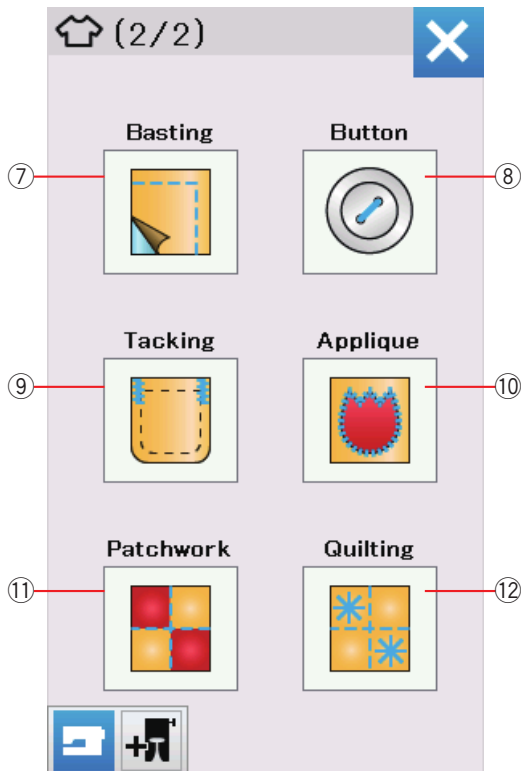 (2/2)
Basting Button
⑦ ⑧
Tacking Applique
⑨ ⑩
Patchwork Quilting
⑪ ⑫